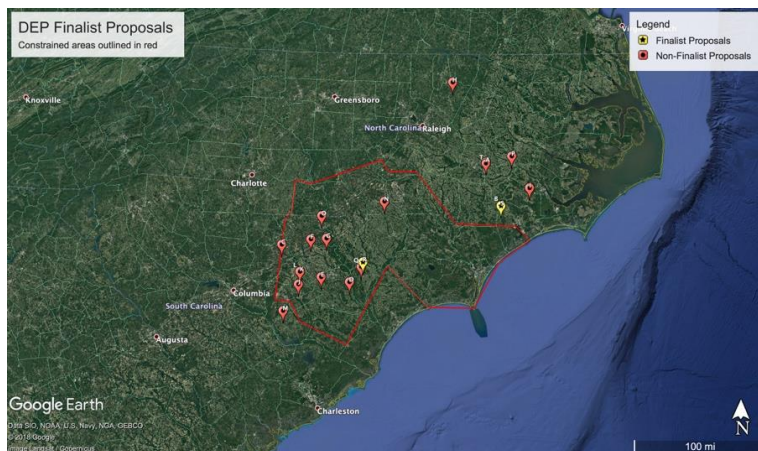 DEP Finalist Proposals
Constrained areas outlined in red
Legend
Finalist Proposals
Non-Finalist Proposals
Knoxville
Greensboro
North Carolina
Raleigh
Charlotte
Columbia
South Carolina
Augusta
Charleston
Google Earth
Data SIO, NOAA, U.S. Navy, NGA, GEBCO
© 2018 Google
Image Landsat / Copernicus
100 mi
N